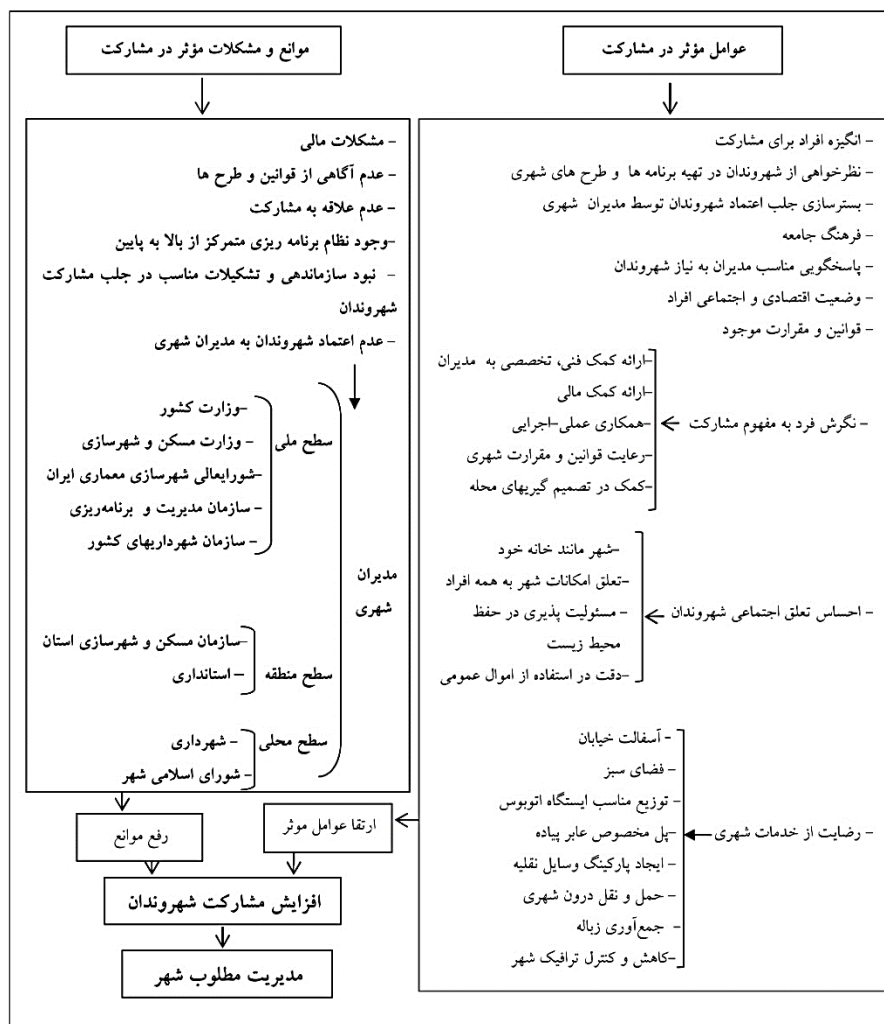 عوامل مؤثر در مشارکت
- انگیزه افراد برای مشارکت
- نظرخواهی از شهروندان در تهیه برنامه ها و طرح های شهری
- بسترسازی جلب اعتماد شهروندان توسط مدیران شهری
- فرهنگ جامعه
- پاسخگویی مناسب مدیران به نیاز شهروندان
- وضعیت اقتصادی و اجتماعی افراد
- قوانین و مقرارت موجود
- نگرش فرد به مفهوم مشارکت
-ارائه کمک فنی، تخصصی به مدیران
-ارائه کمک مالی
-همکاری عملی-اجرایی
-رعایت قوانین و مقرارت شهری
-کمک در تصمیم گیریهای محله
- احساس تعلق اجتماعی شهروندان
-شهر مانند خانه خود
-تعلق امکانات شهر به همه افراد
- مسئولیت پذیری در حفظ
محیط زیست
-دقت در استفاده از اموال عمومی
- رضایت از خدمات شهری
- آسفالت خیابان
- فضای سبز
- توزیع مناسب ایستگاه اتوبوس
-پل مخصوص عابر پیاده
- ایجاد پارکینگ وسایل نقلیه
- حمل و نقل درون شهری
- جمع‌آوری زباله
-کاهش و کنترل ترافیک شهر
موانع و مشکلات مؤثر در مشارکت
- مشکلات مالی
- عدم آگاهی از قوانین و طرح ها
- عدم علاقه به مشارکت
-وجود نظام برنامه ریزی متمرکز از بالا به پایین
- نبود سازماندهی و تشکیلات مناسب در جلب مشارکت
شهروندان
- عدم اعتماد شهروندان به مدیران شهری
مدیران
شهری
سطح ملی
-وزارت کشور
- وزارت مسکن و شهرسازی
-شورایعالی شهرسازی معماری ایران
- سازمان مدیریت و برنامه‌ریزی
- سازمان شهرداریهای کشور
سطح منطقه
-سازمان مسکن و شهرسازی استان
- استانداری
سطح محلی
- شهرداری
- شورای اسلامی شهر
ارتقا عوامل موثر
رفع موانع
افزایش مشارکت شهروندان
مدیریت مطلوب شهر